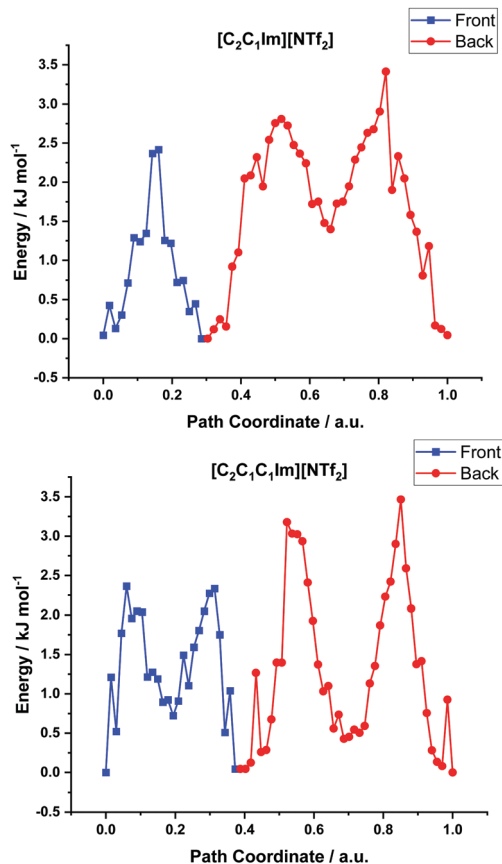 Front
Back
[C₂C₁Im][NTf₂]
3.5
3.0
2.5
2.0
1.5
1.0
0.5
0.0
-0.5
Energy / kJ mol⁻¹
0.0 0.2 0.4 0.6 0.8 1.0
Path Coordinate / a.u.
Front
Back
[C₂C₁C₁Im][NTf₂]
3.5
3.0
2.5
2.0
1.5
1.0
0.5
0.0
-0.5
Energy / kJ mol⁻¹
0.0 0.2 0.4 0.6 0.8 1.0
Path Coordinate / a.u.